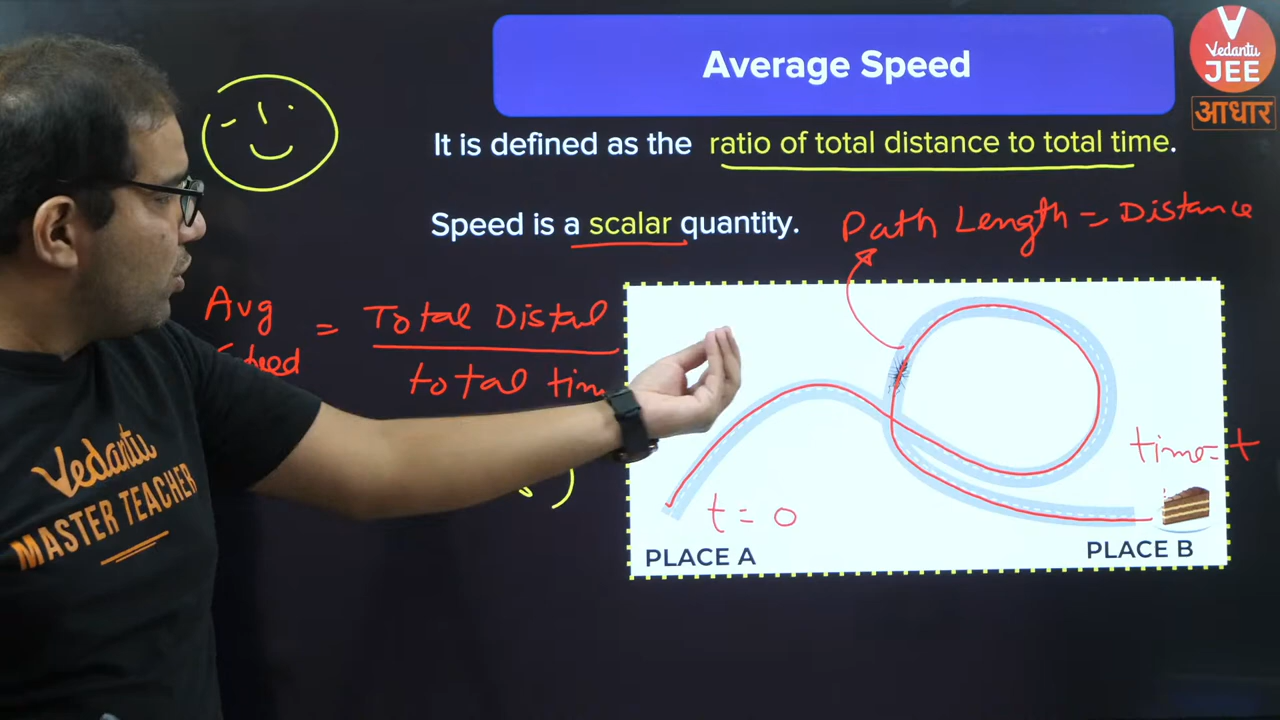 Average Speed
Vedantu
JEE
आधार
It is defined as the ratio of total distance to total time.
Speed is a scalar quantity.
Path Length = Distance
Avg
= Total Distan
total tim
time = t
t = 0
PLACE A
PLACE B
Vedantu
MASTER TEACHER